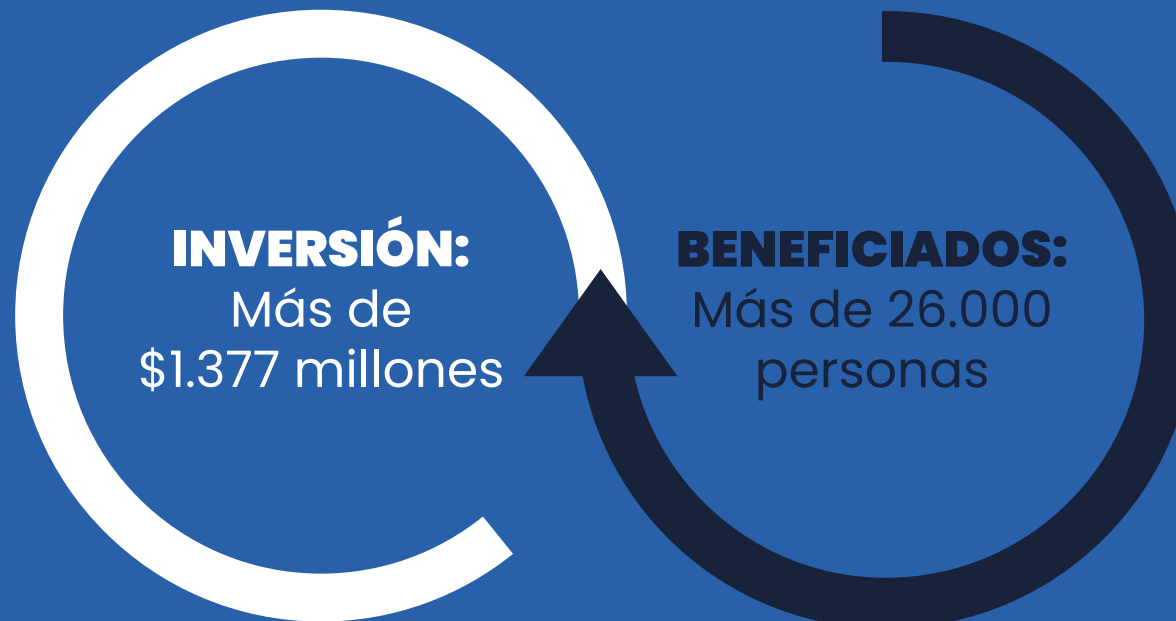 INVERSIÓN:
Más de
$1.377 millones
BENEFICIADOS:
Más de 26.000
personas